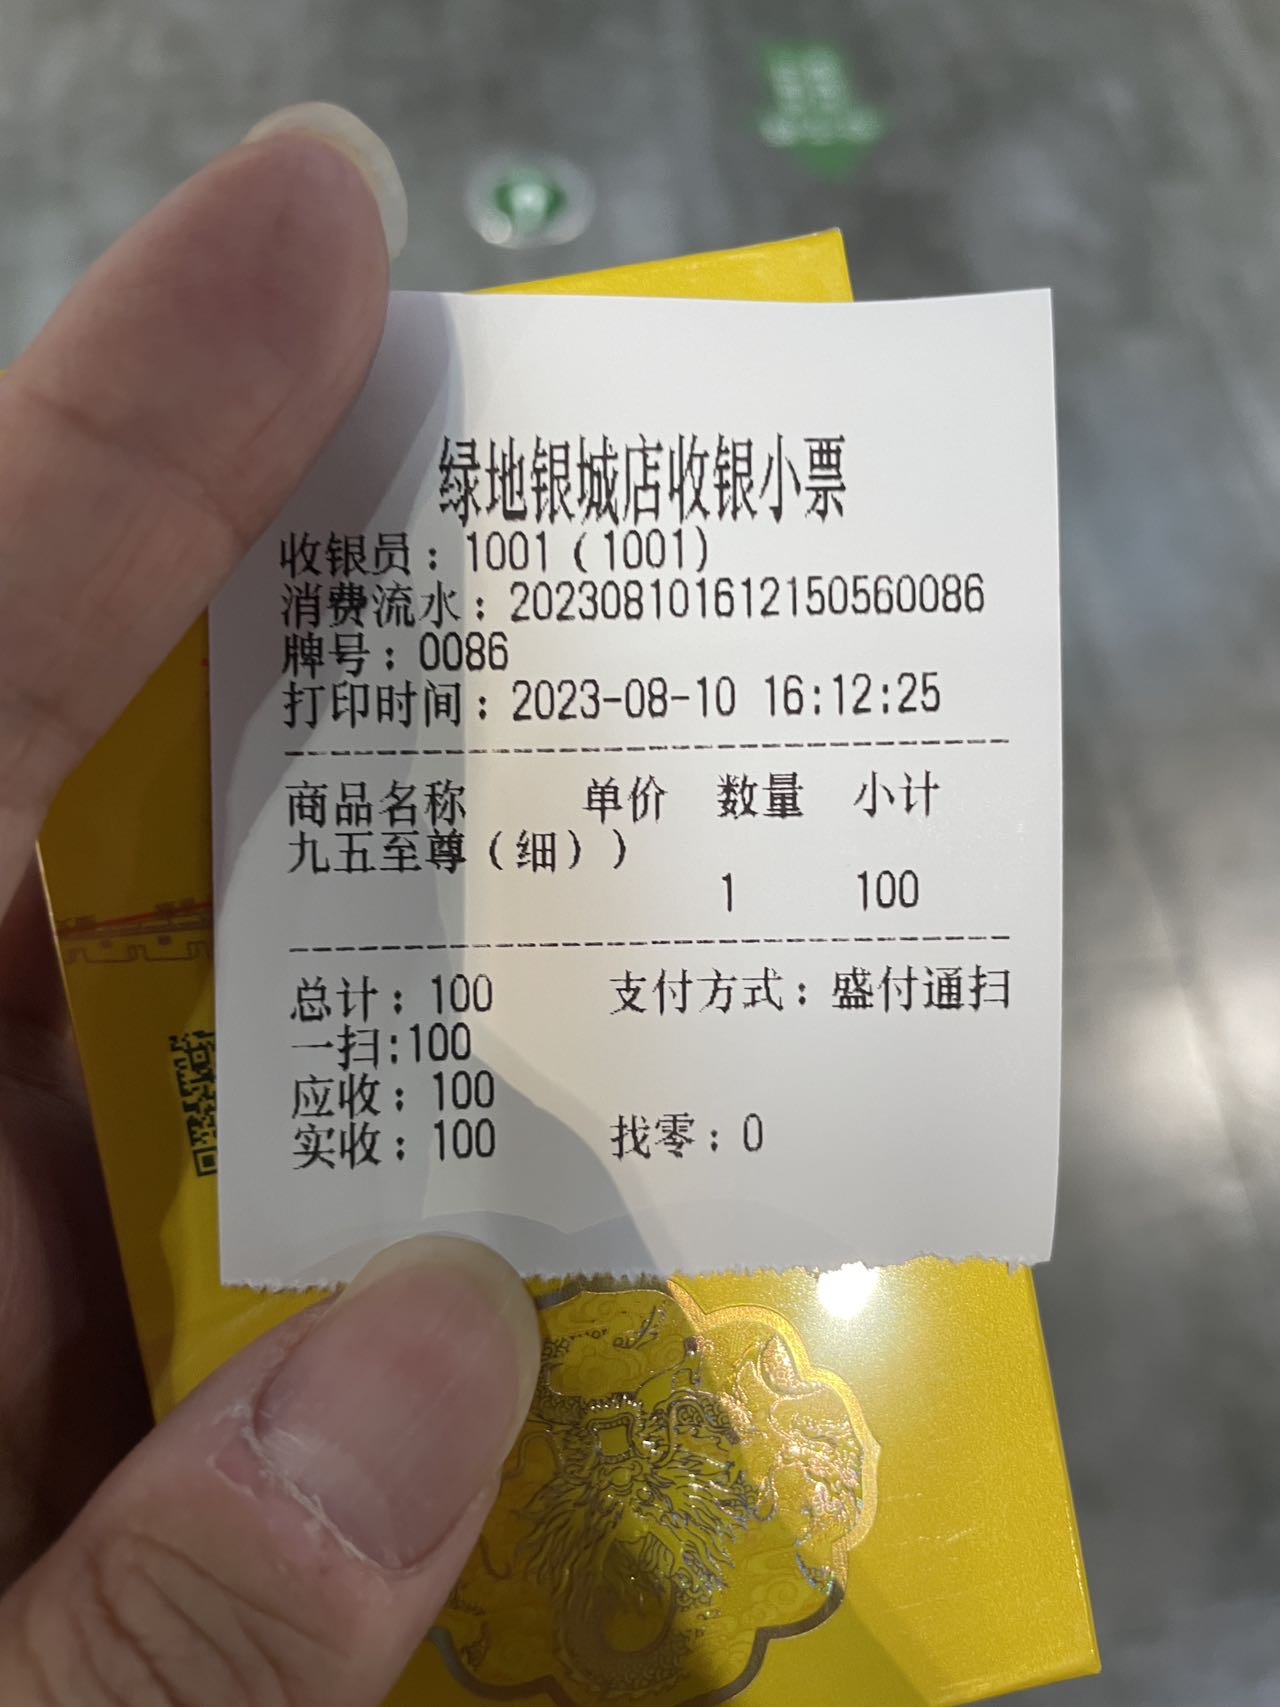 绿地银城店收银小票
收银员：1001（1001）
消费流水：202308101612150560086
牌号：0086
打印时间：2023-08-10 16:12:25
商品名称 单价 数量 小计
九五至尊（细））
1 100
总计：100 支付方式：盛付通扫
一扫:100
应收：100
实收：100 找零：0